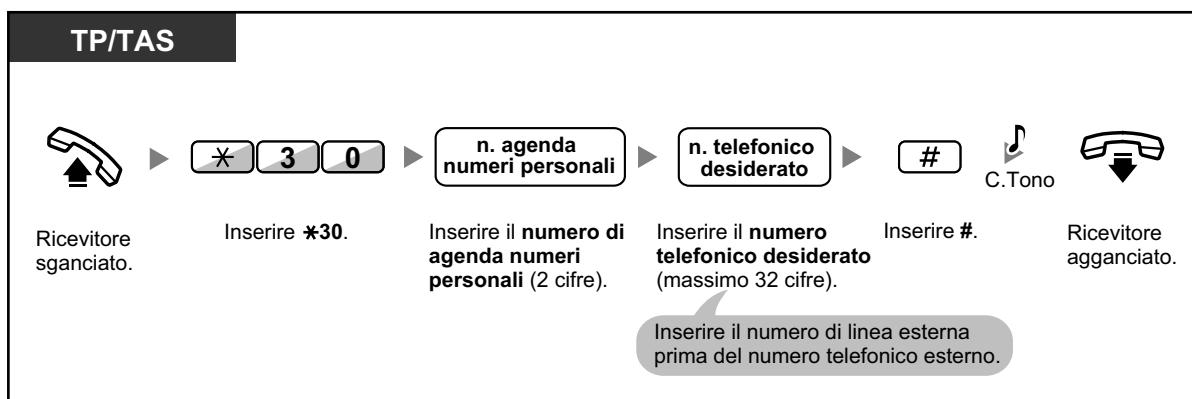 TP/TAS
✳ 3 0
n. agenda
numeri personali
n. telefonico
desiderato
#
C.Tono
Ricevitore
sganciato.
Inserire ✳30.
Inserire il numero di
agenda numeri
personali (2 cifre).
Inserire il numero
telefonico desiderato
(massimo 32 cifre).
Inserire #.
Ricevitore
agganciato.
Inserire il numero di linea esterna
prima del numero telefonico esterno.